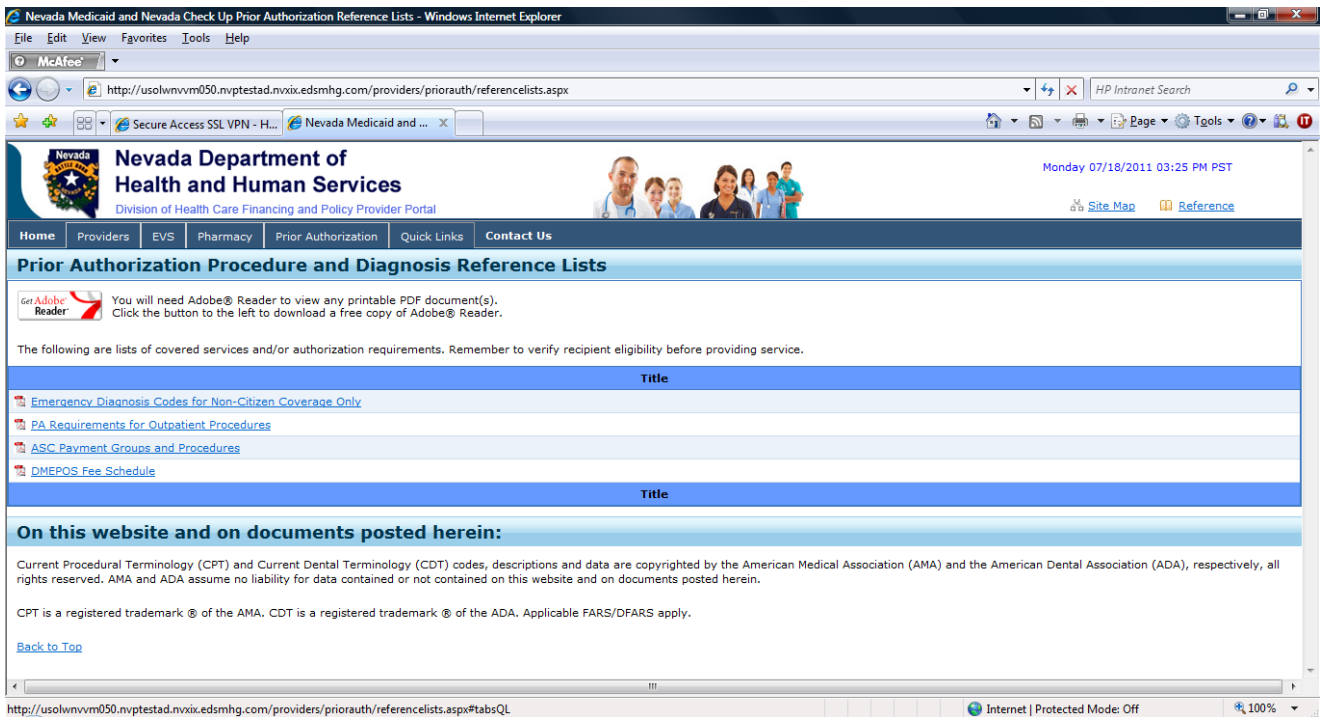 Nevada Medicaid and Nevada Check Up Prior Authorization Reference Lists - Windows Internet Explorer
File Edit View Favorites Tools Help
McAfee
http://usolwnvvm050.nvptestad.nvxix.edsmhg.com/providers/priorauth/referencelists.aspx
HP Intranet Search
Secure Access SSL VPN - H...
Nevada Medicaid and ...
Page Tools
Nevada
Nevada Department of
Health and Human Services
Division of Health Care Financing and Policy Provider Portal
Monday 07/18/2011 03:25 PM PST
Site Map Reference
Home Providers EVS Pharmacy Prior Authorization Quick Links Contact Us
Prior Authorization Procedure and Diagnosis Reference Lists
Get Adobe®
Reader®
You will need Adobe® Reader to view any printable PDF document(s).
Click the button to the left to download a free copy of Adobe® Reader.
The following are lists of covered services and/or authorization requirements. Remember to verify recipient eligibility before providing service.
Title
Emergency Diagnosis Codes for Non-Citizen Coverage Only
PA Requirements for Outpatient Procedures
ASC Payment Groups and Procedures
DMEPOS Fee Schedule
Title
On this website and on documents posted herein:
Current Procedural Terminology (CPT) and Current Dental Terminology (CDT) codes, descriptions and data are copyrighted by the American Medical Association (AMA) and the American Dental Association (ADA), respectively, all
rights reserved. AMA and ADA assume no liability for data contained or not contained on this website and on documents posted herein.
CPT is a registered trademark ® of the AMA. CDT is a registered trademark ® of the ADA. Applicable FARS/DFARS apply.
Back to Top
http://usolwnvvm050.nvptestad.nvxix.edsmhg.com/providers/priorauth/referencelists.aspx#tabsQL
Internet | Protected Mode: Off
100%